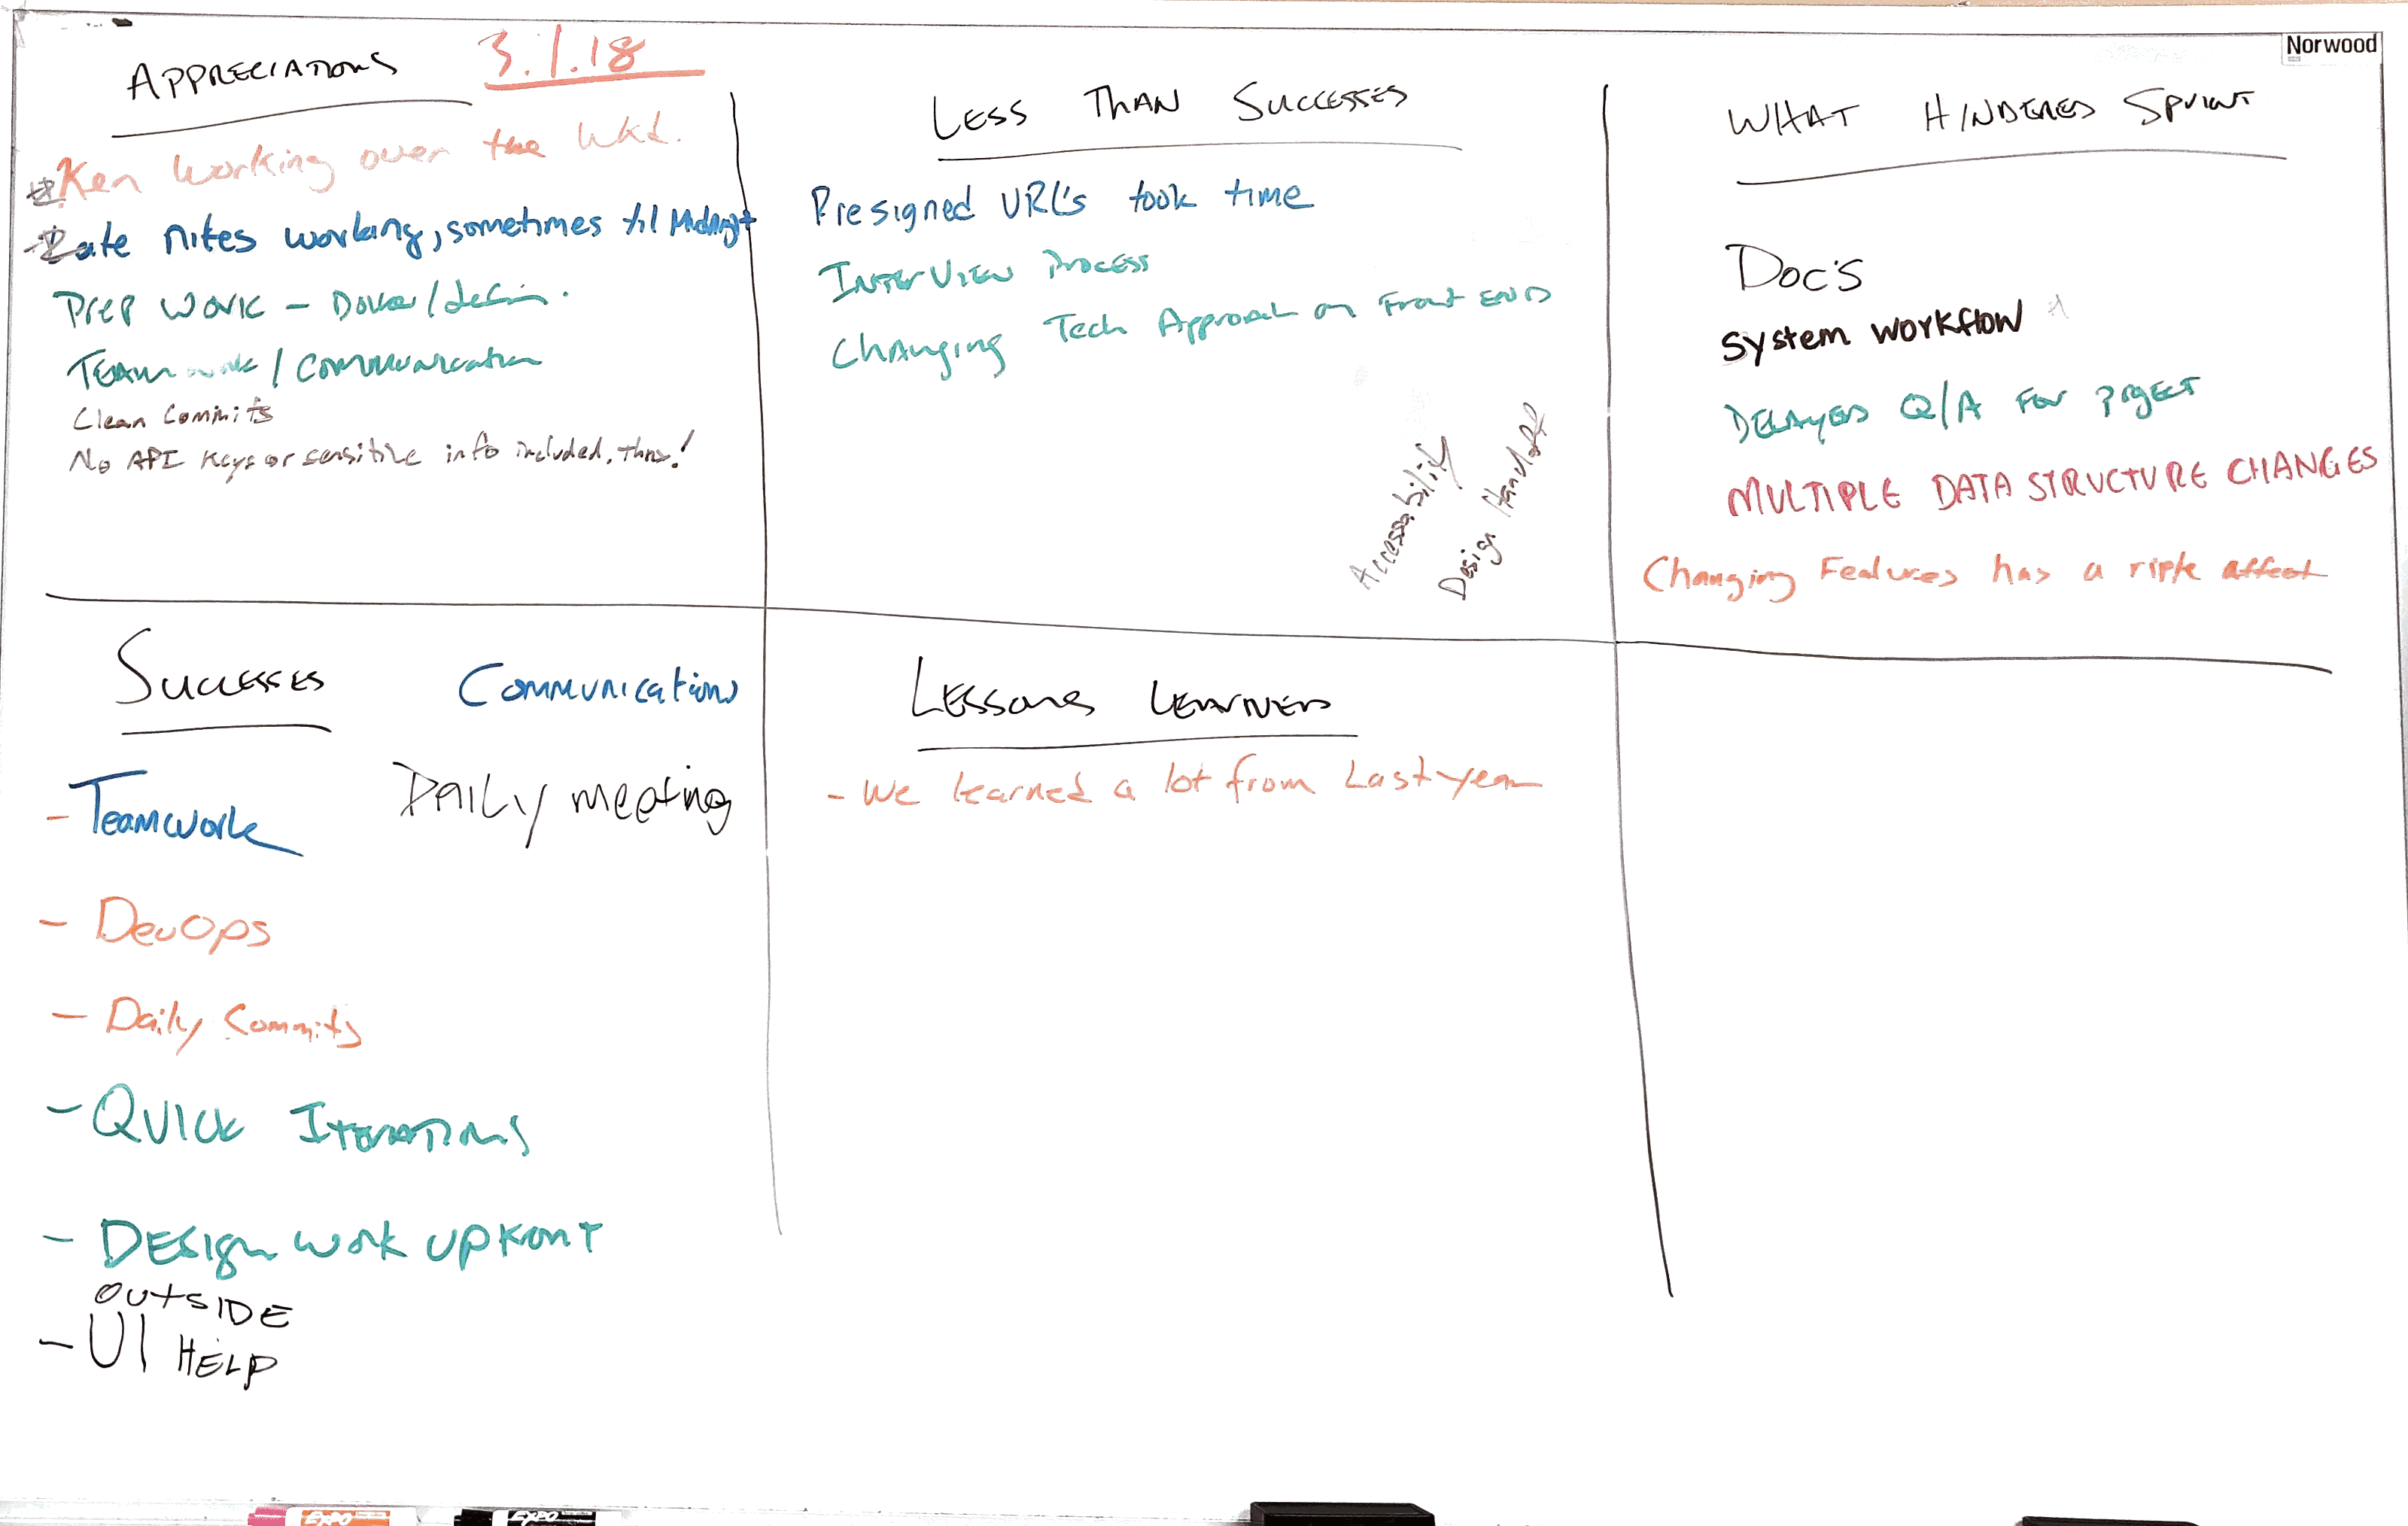 APPRECIATIONS 3.1.18
Ken working over the Wkd.
Late nites working, sometimes til Midnight
Prep Work - Docker/
TEAMwork / Communication
Clean Commits
No API Keys or sensitive info included, thnx!
LESS THAN SUCCESSES
Presigned URL's took time
INTERVIEW PROCESS
Changing Tech Approach on Front END
Accessability
Design Handoff
WHAT HINDERED SPRINT
Doc's
System workflow
DELAYED Q/A FOR PROJECT
MULTIPLE DATA STRUCTURE CHANGES
Changing Features has a riple affect
SUCCESSES
Communication
- Teamwork
DAILY meeting
- DevOps
- Daily Commits
- QUICK ITERATIONS
- DESIGN work UPFRONT
OUTSIDE
- UI HELP
LESSONS LEARNED
- We learned a lot from Last year
Norwood
EXPO
EXPO